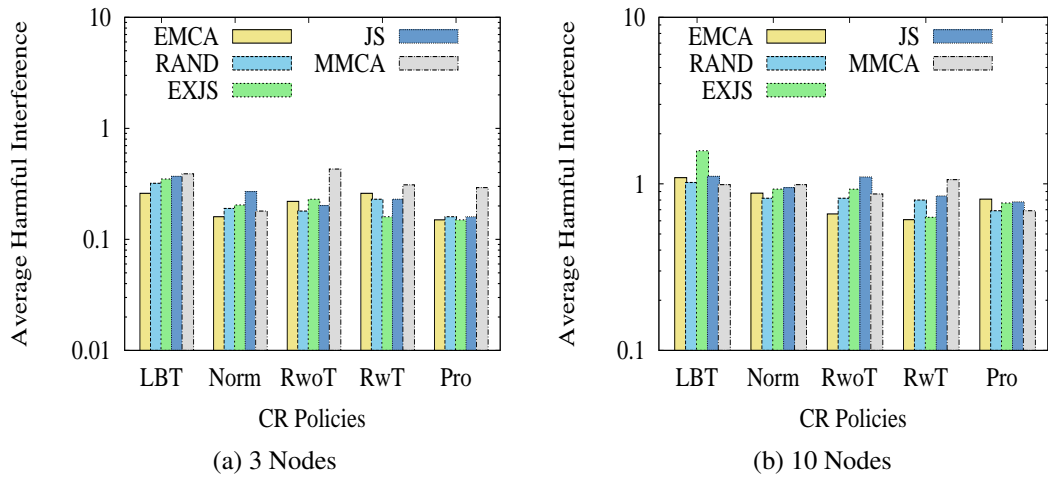 Average Harmful Interference
10
1
0.1
0.01
EMCA
RAND
EXJS
JS
MMCA
LBT Norm RwoT RwT Pro
CR Policies
(a) 3 Nodes
Average Harmful Interference
10
1
0.1
EMCA
RAND
EXJS
JS
MMCA
LBT Norm RwoT RwT Pro
CR Policies
(b) 10 Nodes